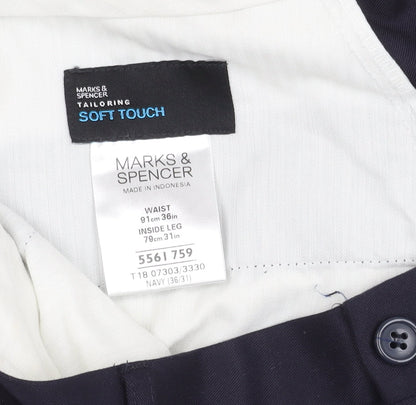 MARKS &
SPENCER
TAILORING
SOFT TOUCH
MARKS &
SPENCER
MADE IN INDONESIA
WAIST
91cm 36in
INSIDE LEG
79cm 31in
5561 759
T18 07303/3330
NAVY (36/31)